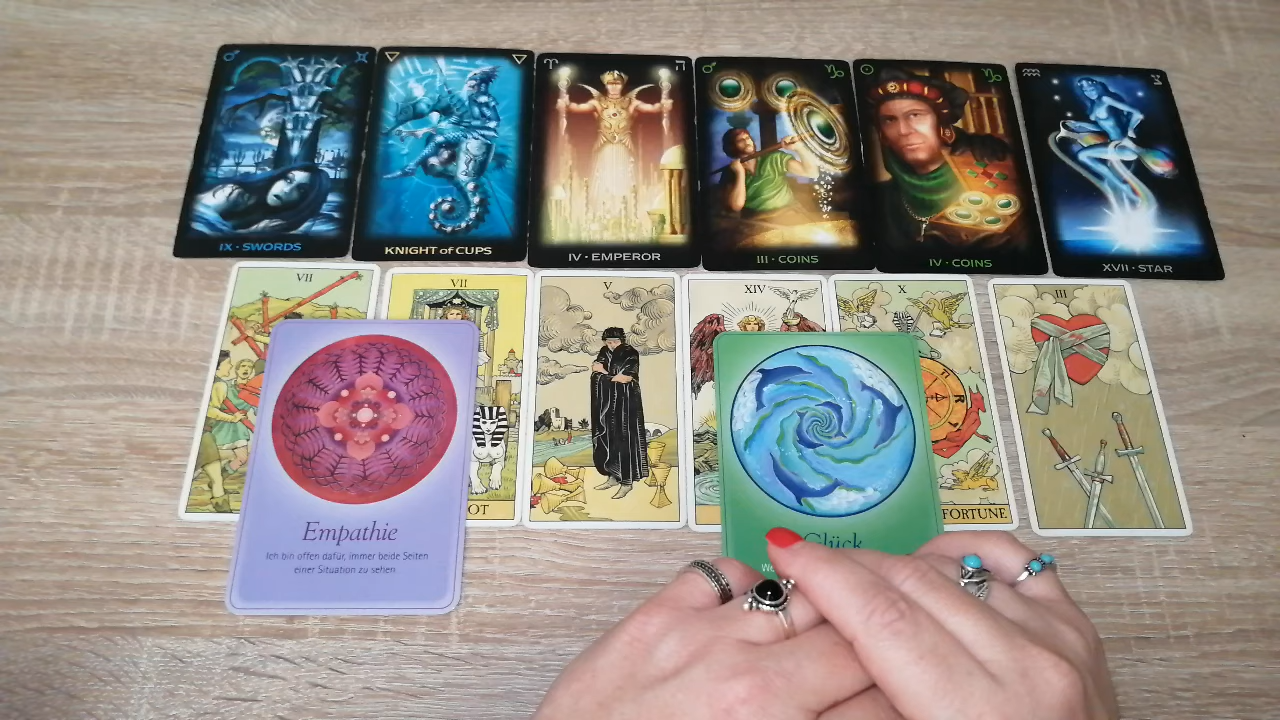 IX · SWORDS
KNIGHT of CUPS
IV · EMPEROR
III · COINS
IV · COINS
XVII · STAR
VII
VII
V
XIV
X
III
OT
FORTUNE
Empathie
Ich bin offen dafür, immer beide Seiten
einer Situation zu sehen
Glück
We